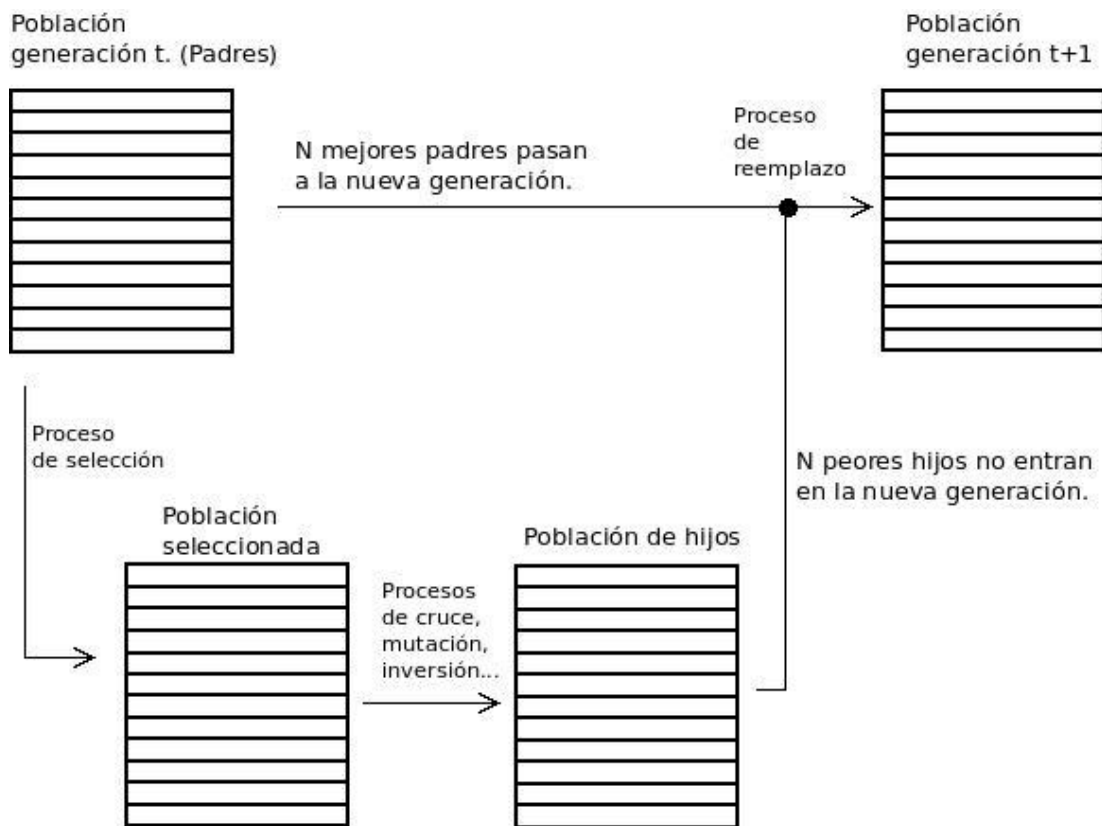 Población
generación t. (Padres)
Población
generación t+1
N mejores padres pasan
a la nueva generación.
Proceso
de
reemplazo
Proceso
de selección
N peores hijos no entran
en la nueva generación.
Población
seleccionada
Procesos
de cruce,
mutación,
inversión...
Población de hijos